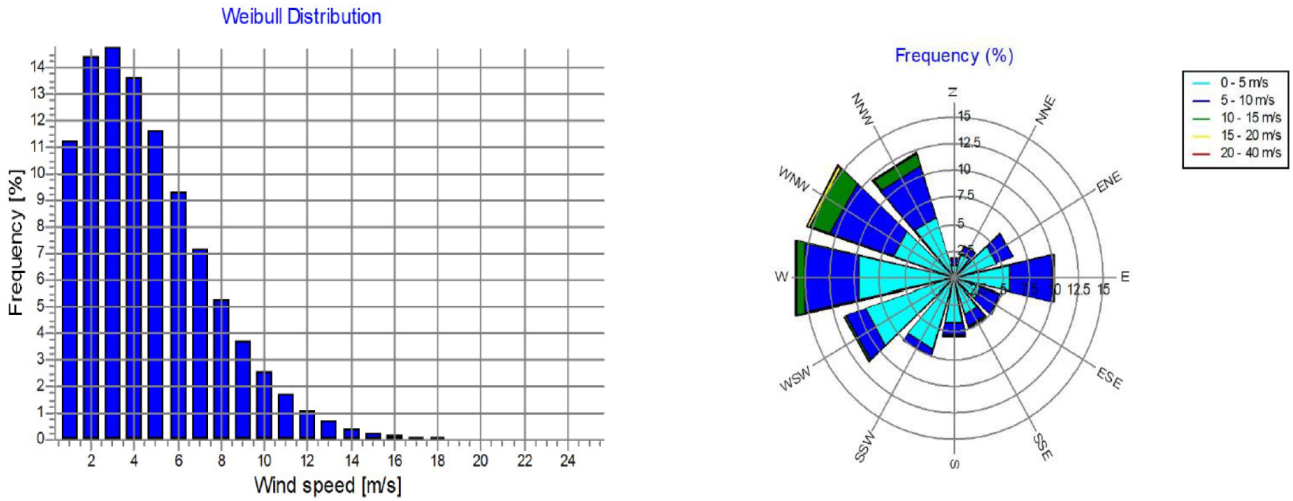 Weibull Distribution
Frequency [%]
14
13
12
11
10
9
8
7
6
5
4
3
2
1
0
2 4 6 8 10 12 14 16 18 20 22 24
Wind speed [m/s]
Frequency (%)
N
NNE
ENE
E
ESE
SSE
S
SSW
WSW
W
WNW
NNW
15
12.5
10
7.5
5
2.5
10 12.5 15
0 - 5 m/s
5 - 10 m/s
10 - 15 m/s
15 - 20 m/s
20 - 40 m/s